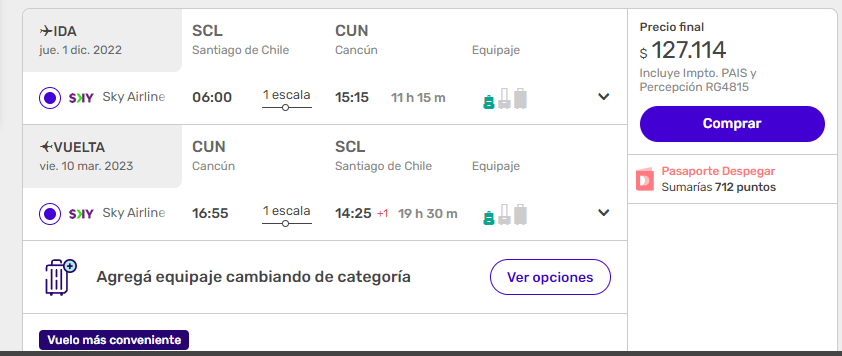 IDA
jue. 1 dic. 2022
SCL
Santiago de Chile
CUN
Cancún
Equipaje
SKY Sky Airline
06:00
1 escala
15:15
11 h 15 m
VUELTA
vie. 10 mar. 2023
CUN
Cancún
SCL
Santiago de Chile
Equipaje
SKY Sky Airline
16:55
1 escala
14:25 +1
19 h 30 m
Agregá equipaje cambiando de categoría
Ver opciones
Vuelo más conveniente
Precio final
$ 127.114
Incluye Impto. PAIS y
Percepción RG4815
Comprar
Pasaporte Despegar
Sumarías 712 puntos